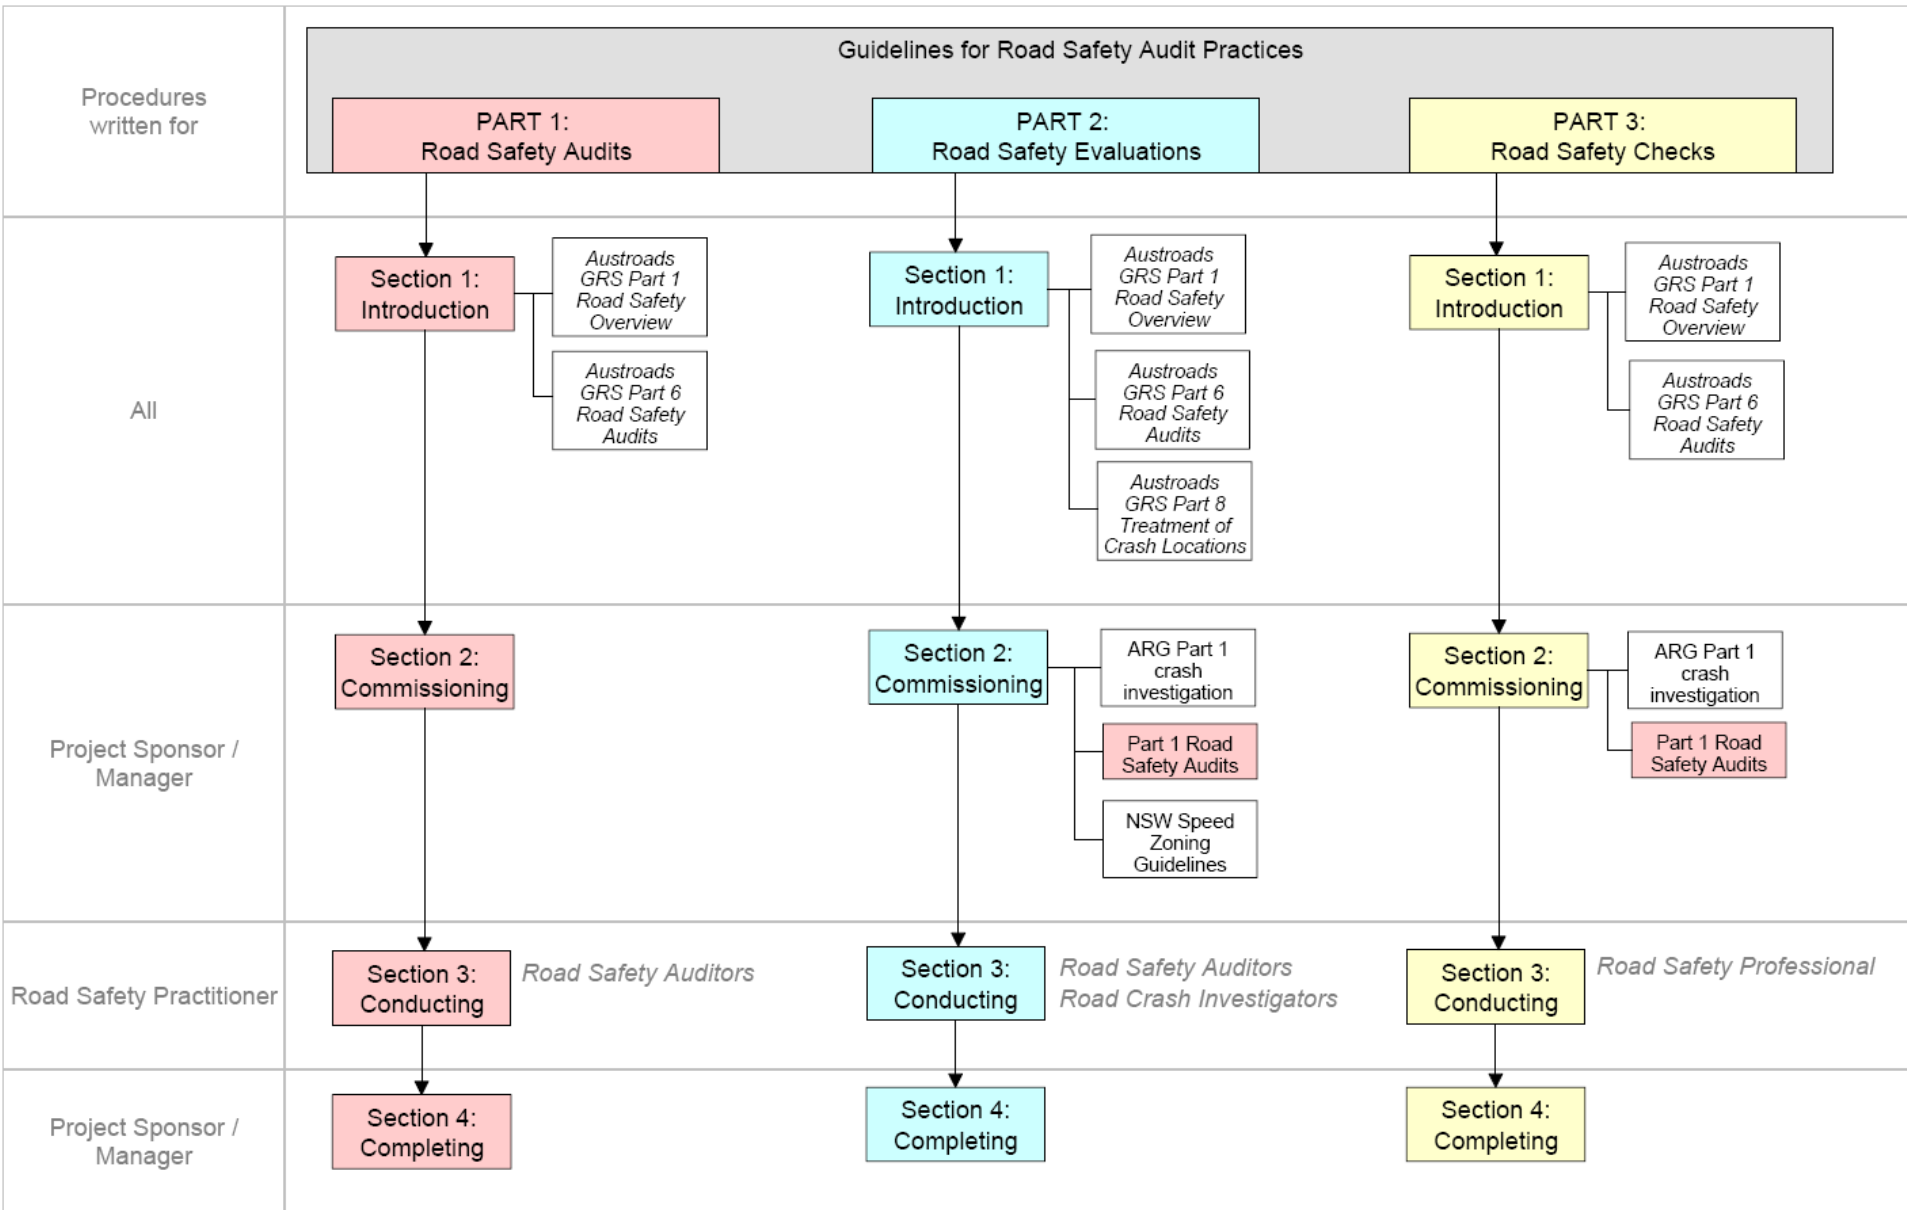 Guidelines for Road Safety Audit Practices
Procedures
written for
PART 1:
Road Safety Audits
PART 2:
Road Safety Evaluations
PART 3:
Road Safety Checks
All
Section 1:
Introduction
Austroads
GRS Part 1
Road Safety
Overview
Austroads
GRS Part 6
Road Safety
Audits
Section 1:
Introduction
Austroads
GRS Part 1
Road Safety
Overview
Austroads
GRS Part 6
Road Safety
Audits
Austroads
GRS Part 8
Treatment of
Crash Locations
Section 1:
Introduction
Austroads
GRS Part 1
Road Safety
Overview
Austroads
GRS Part 6
Road Safety
Audits
Project Sponsor /
Manager
Section 2:
Commissioning
Section 2:
Commissioning
ARG Part 1
crash
investigation
Part 1 Road
Safety Audits
NSW Speed
Zoning
Guidelines
Section 2:
Commissioning
ARG Part 1
crash
investigation
Part 1 Road
Safety Audits
Road Safety Practitioner
Section 3:
Conducting
Road Safety Auditors
Section 3:
Conducting
Road Safety Auditors
Road Crash Investigators
Section 3:
Conducting
Road Safety Professional
Project Sponsor /
Manager
Section 4:
Completing
Section 4:
Completing
Section 4:
Completing